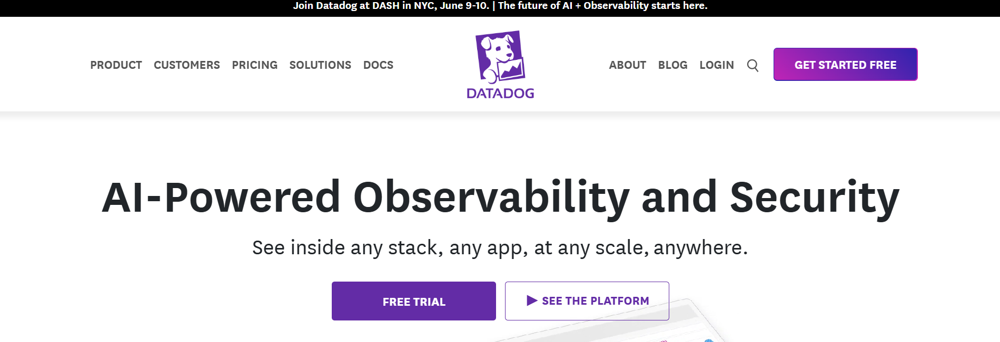 Join Datadog at DASH in NYC, June 9-10. | The future of AI + Observability starts here.
PRODUCT CUSTOMERS PRICING SOLUTIONS DOCS
DATADOG
ABOUT BLOG LOGIN
GET STARTED FREE
AI-Powered Observability and Security
See inside any stack, any app, at any scale, anywhere.
FREE TRIAL
SEE THE PLATFORM